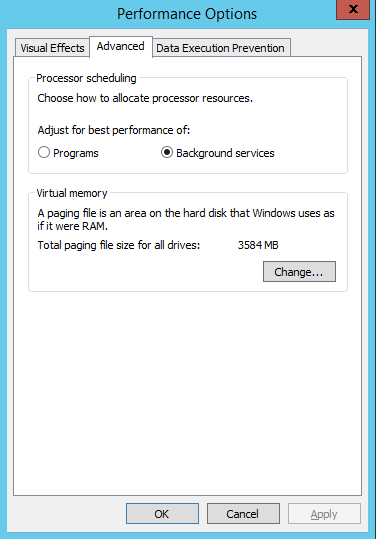 Performance Options
x
Visual Effects Advanced Data Execution Prevention
Processor scheduling
Choose how to allocate processor resources.
Adjust for best performance of:
Programs Background services
Virtual memory
A paging file is an area on the hard disk that Windows uses as
if it were RAM.
Total paging file size for all drives: 3584 MB
Change...
OK Cancel Apply